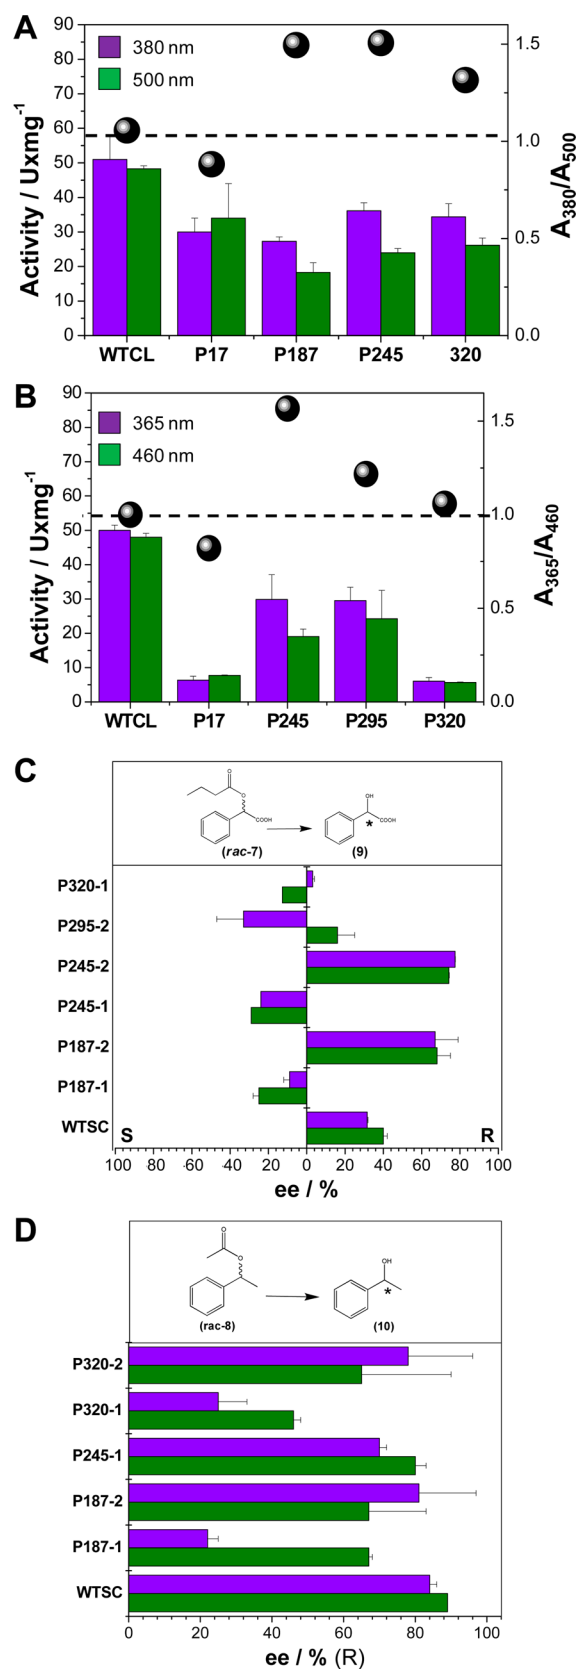 A
380 nm
500 nm
Activity / Uxmg-1
A380/A500
90
80
70
60
50
40
30
20
10
0
1.5
1.0
0.5
0.0
WTCL P17 P187 P245 320
B
365 nm
460 nm
Activity / Uxmg-1
A365/A460
90
80
70
60
50
40
30
20
10
0
1.5
1.0
0.5
0.0
WTCL P17 P245 P295 P320
C
O
O
COOH
OH
COOH
*
(rac-7) (9)
P320-1
P295-2
P245-2
P245-1
P187-2
P187-1
WTSC
S R
100 80 60 40 20 0 20 40 60 80 100
ee / %
D
O
O
OH
*
(rac-8) (10)
P320-2
P320-1
P245-1
P187-2
P187-1
WTSC
0 20 40 60 80 100
ee / % (R)